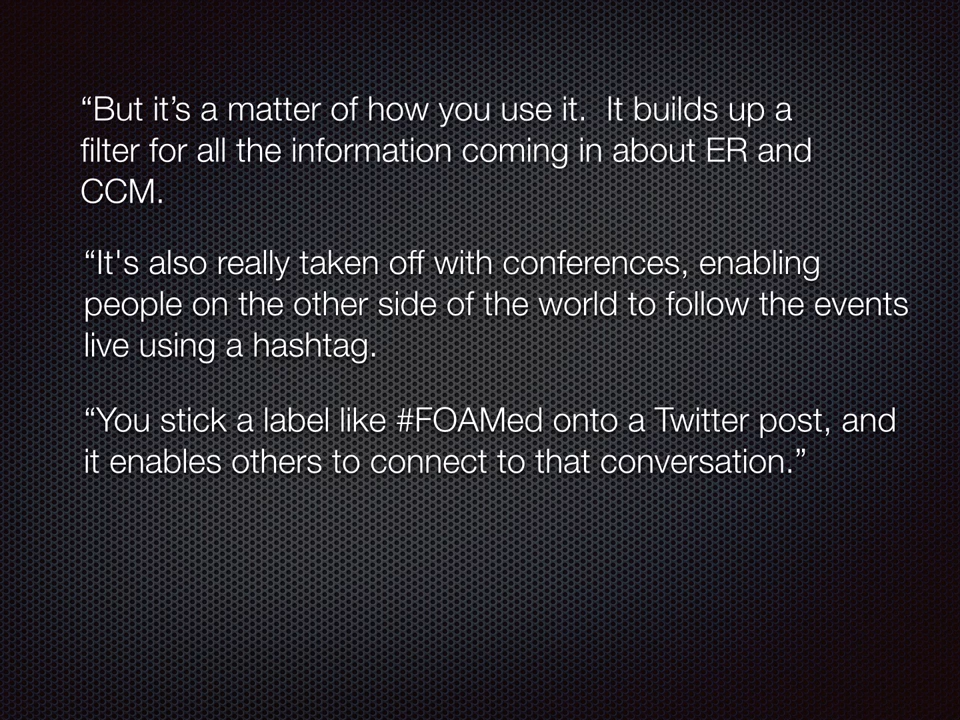 “But it’s a matter of how you use it.  It builds up a
filter for all the information coming in about ER and
CCM.
“It's also really taken off with conferences, enabling
people on the other side of the world to follow the events
live using a hashtag.
“You stick a label like #FOAMed onto a Twitter post, and
it enables others to connect to that conversation.”